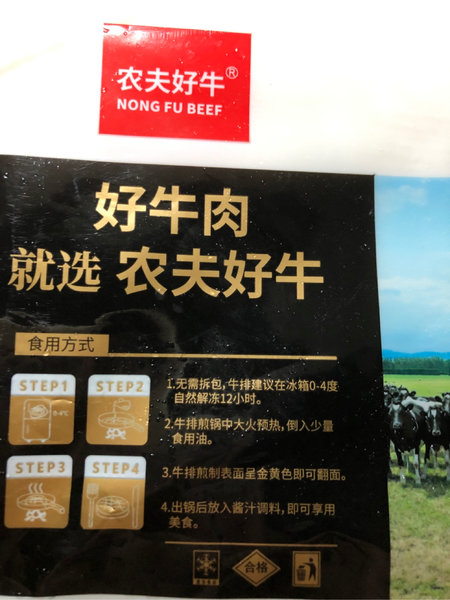 农夫好牛®
NONG FU BEEF
好牛肉
就选 农夫好牛
食用方式
STEP1
STEP2
0-4℃
STEP3
STEP4
1.无需拆包,牛排建议在冰箱0-4度
自然解冻12小时。
2.牛排煎锅中大火预热,倒入少量
食用油。
3.牛排煎制表面呈金黄色即可翻面。
4.出锅后放入酱汁调料,即可享用
美食。
合格